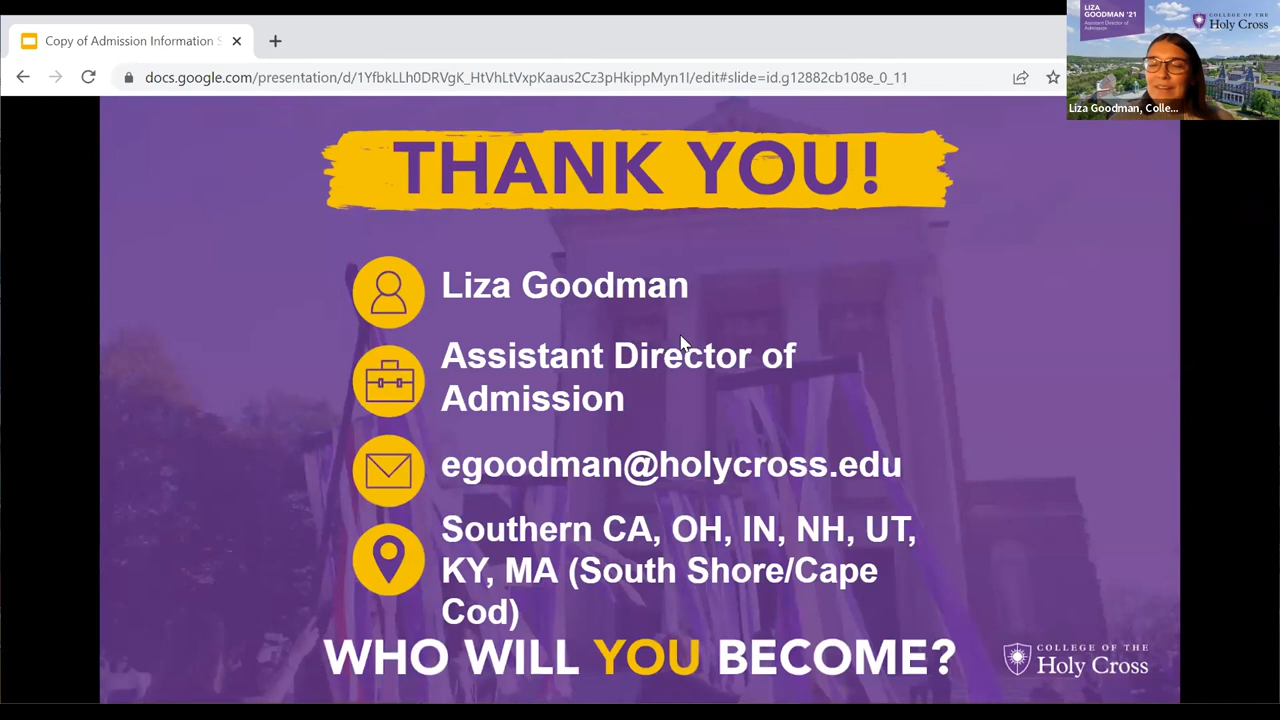 Copy of Admission Information S
docs.google.com/presentation/d/1YfbkLLh0DRVGsX_HtVhLtVxpKaaus2Cz3pHkippMyn1I/edit#slide=id.g12882cb108e_0_11
LIZA
GOODMAN '21
Assistant Director of
Admission
COLLEGE OF THE
Holy Cross
Liza Goodman, Colle...
THANK YOU!
Liza Goodman
Assistant Director of
Admission
egoodman@holycross.edu
Southern CA, OH, IN, NH, UT,
KY, MA (South Shore/Cape
Cod)
WHO WILL YOU BECOME?
COLLEGE OF THE
Holy Cross